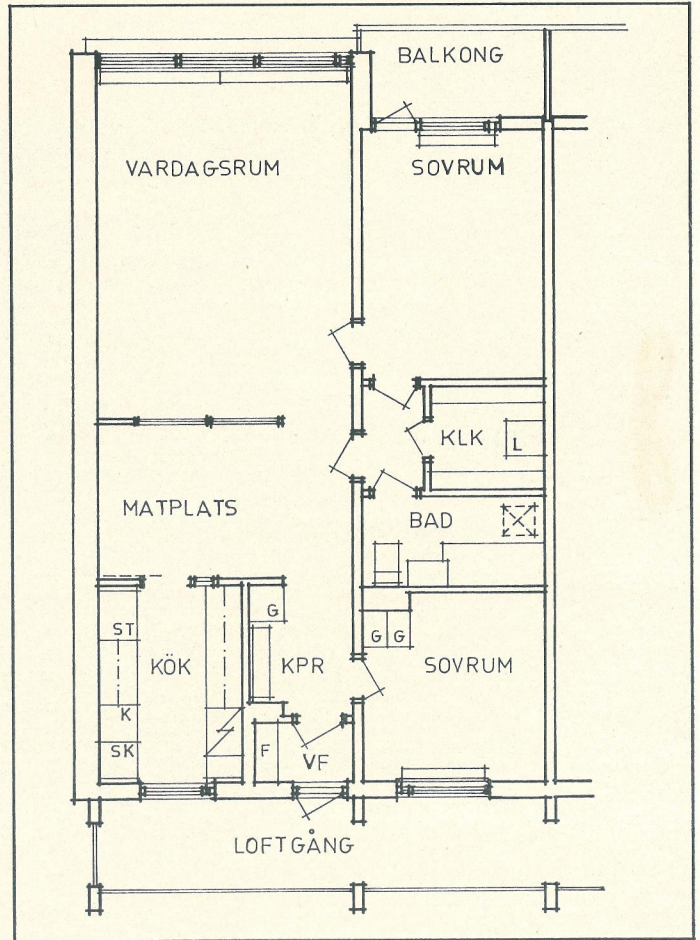 BALKONG
VARDAGSRUM
SOVRUM
KLK
L
MATPLATS
BAD
G
ST
KÖK
KPR
G G
SOVRUM
K
SK
F
VF
LOFTGÅNG